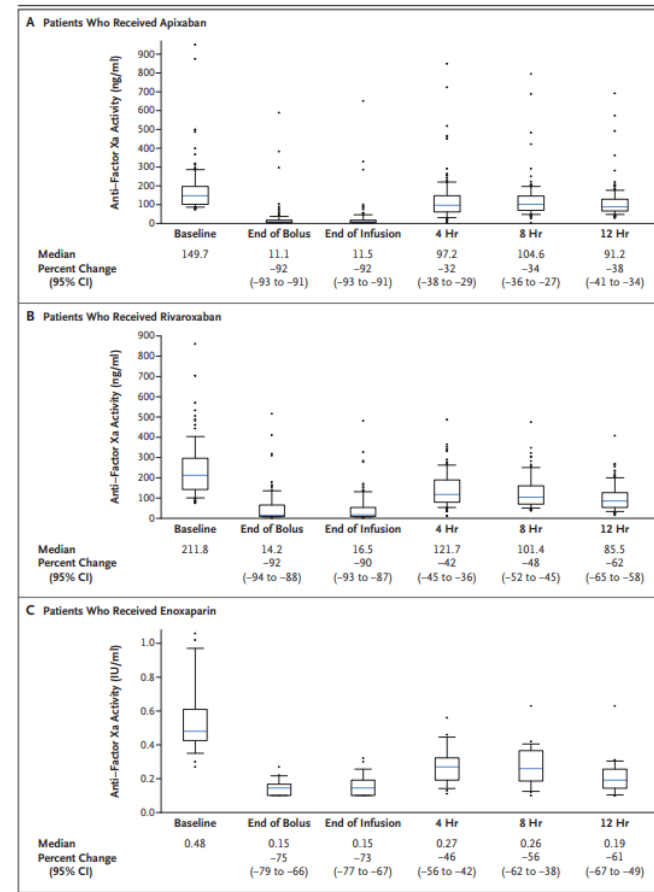 A Patients Who Received Apixaban
Anti–Factor Xa Activity (ng/ml)
900
800
700
600
500
400
300
200
100
0
Baseline End of Bolus End of Infusion 4 Hr 8 Hr 12 Hr
Median 149.7 11.1 11.5 97.2 104.6 91.2
Percent Change −92 −92 −32 −34 −38
(95% CI) (−93 to −91) (−93 to −91) (−38 to −29) (−36 to −27) (−41 to −34)
B Patients Who Received Rivaroxaban
Anti–Factor Xa Activity (ng/ml)
900
800
700
600
500
400
300
200
100
0
Baseline End of Bolus End of Infusion 4 Hr 8 Hr 12 Hr
Median 211.8 14.2 16.5 121.7 101.4 85.5
Percent Change −92 −90 −42 −48 −62
(95% CI) (−94 to −88) (−93 to −87) (−45 to −36) (−52 to −45) (−65 to −58)
C Patients Who Received Enoxaparin
Anti–Factor Xa Activity (IU/ml)
1.0
0.8
0.6
0.4
0.2
0.0
Baseline End of Bolus End of Infusion 4 Hr 8 Hr 12 Hr
Median 0.48 0.15 0.15 0.27 0.26 0.19
Percent Change −75 −73 −46 −56 −61
(95% CI) (−79 to −66) (−77 to −67) (−56 to −42) (−62 to −38) (−67 to −49)